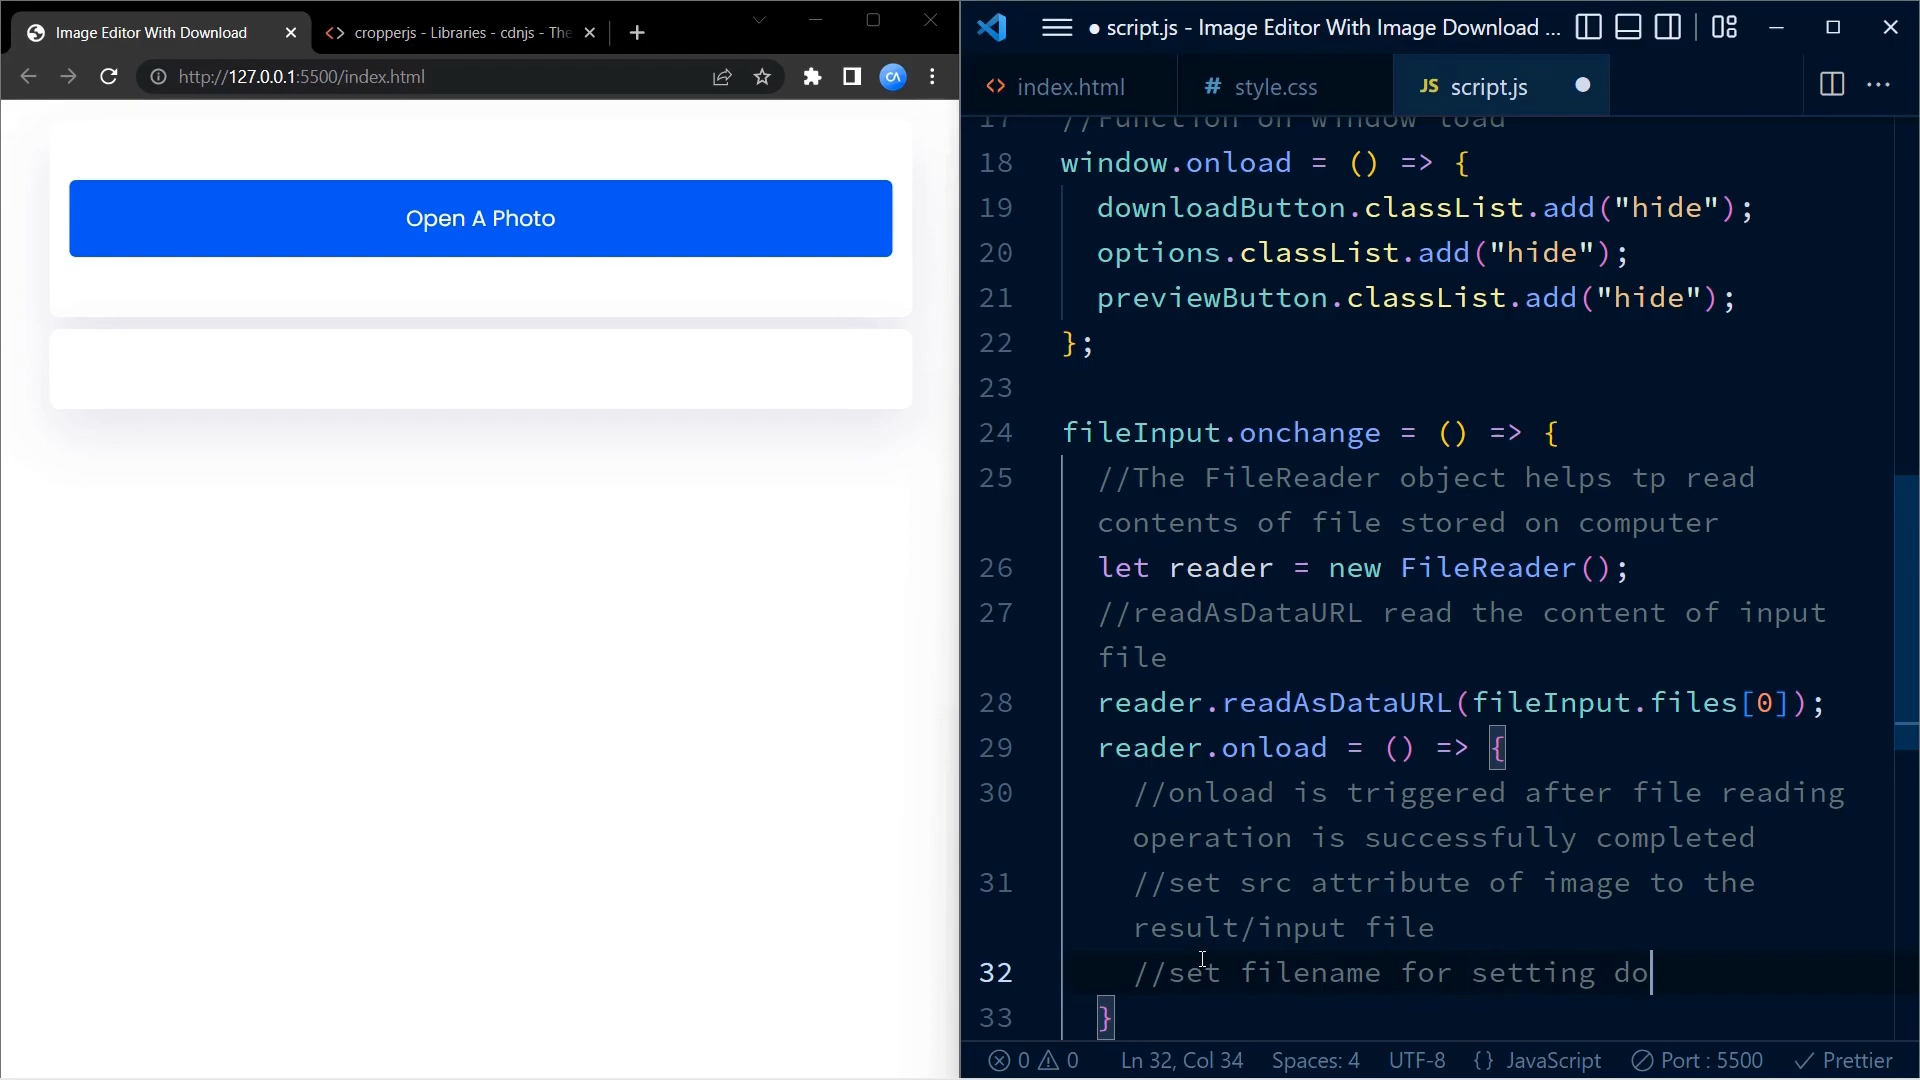 Image Editor With Download
cropperjs - Libraries - cdnjs - The
http://127.0.0.1:5500/index.html
CA
Open A Photo
● script.js - Image Editor With Image Download ...
<> index.html
# style.css
JS script.js
17 //Function on window load
18 window.onload = () => {
19 downloadButton.classList.add("hide");
20 options.classList.add("hide");
21 previewButton.classList.add("hide");
22 };
23
24 fileInput.onchange = () => {
25 //The FileReader object helps tp read
contents of file stored on computer
26 let reader = new FileReader();
27 //readAsDataURL read the content of input
file
28 reader.readAsDataURL(fileInput.files[0]);
29 reader.onload = () => {
30 //onload is triggered after file reading
operation is successfully completed
31 //set src attribute of image to the
result/input file
32 //set filename for setting do
33 }
0 0 Ln 32, Col 34 Spaces: 4 UTF-8 {} JavaScript Port : 5500 Prettier